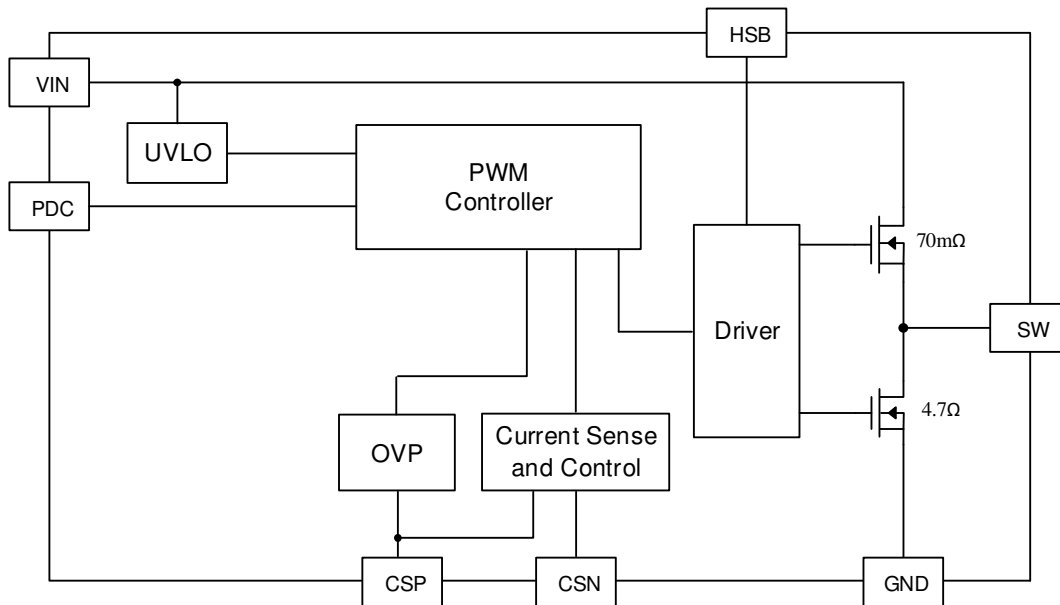 HSB
VIN
UVLO
PWM
Controller
PDC
70mΩ
Driver
SW
4.7Ω
OVP
Current Sense
and Control
CSP
CSN
GND